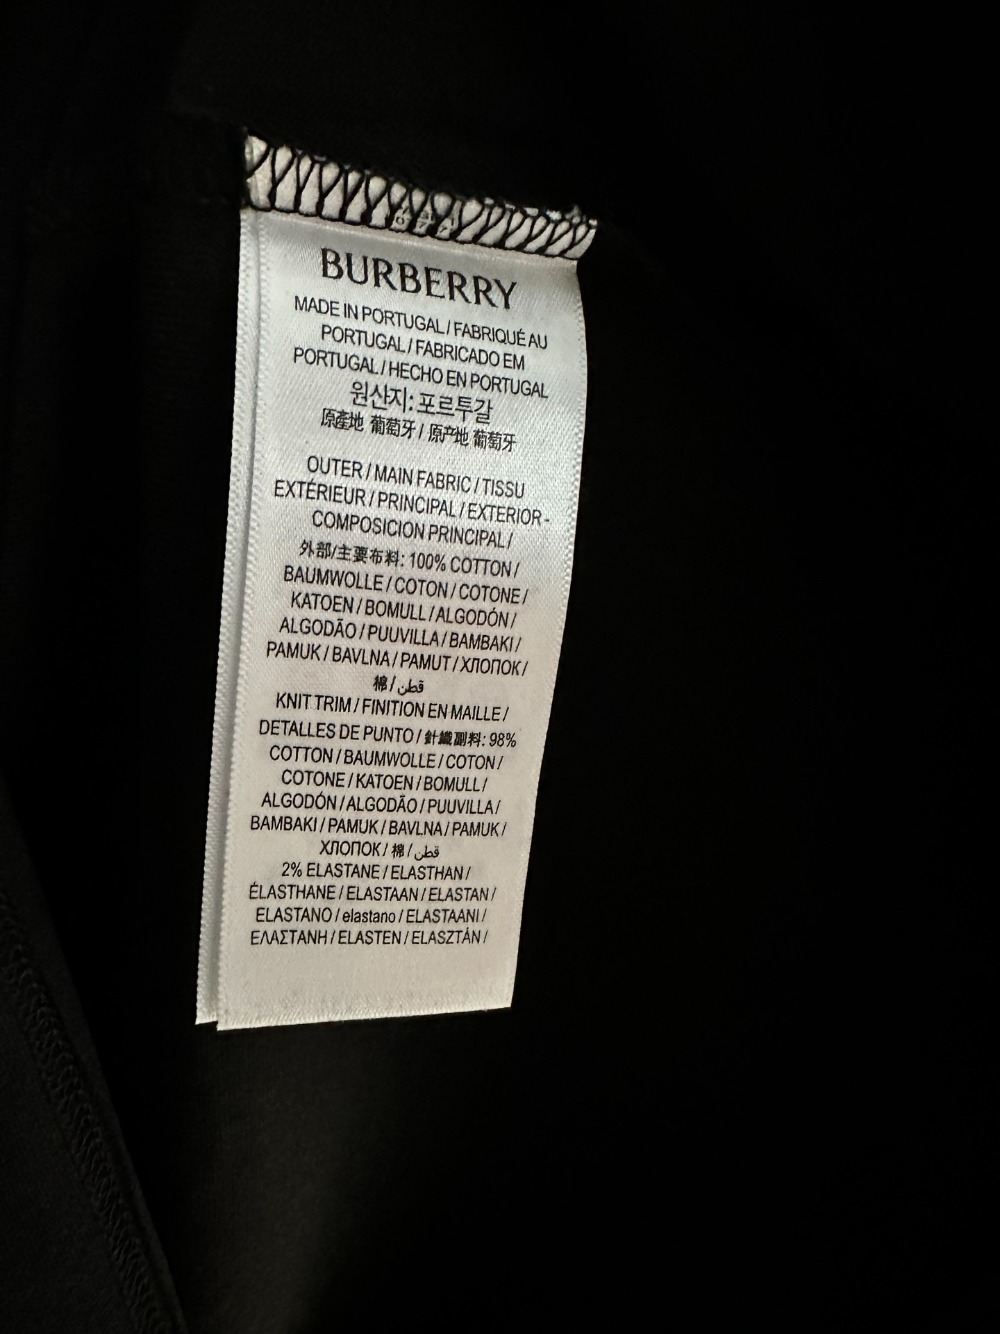 BURBERRY
MADE IN PORTUGAL / FABRIQUÉ AU
PORTUGAL / FABRICADO EM
PORTUGAL / HECHO EN PORTUGAL
원산지: 포르투갈
原產地 葡萄牙 / 原产地 葡萄牙
OUTER / MAIN FABRIC / TISSU
EXTÉRIEUR / PRINCIPAL / EXTERIOR -
COMPOSICION PRINCIPAL /
外部/主要布料: 100% COTTON /
BAUMWOLLE / COTON / COTONE /
KATOEN / BOMULL / ALGODÓN /
ALGODÃO / PUUVILLA / BAMBAKI /
PAMUK / BAVLNA / PAMUT / ХЛОПОК /
棉 / قطن
KNIT TRIM / FINITION EN MAILLE /
DETALLES DE PUNTO / 針織副料: 98%
COTTON / BAUMWOLLE / COTON /
COTONE / KATOEN / BOMULL /
ALGODÓN / ALGODÃO / PUUVILLA /
BAMBAKI / PAMUK / BAVLNA / PAMUK /
ХЛОПОК / 棉 / قطن
2% ELASTANE / ELASTHAN /
ÉLASTHANE / ELASTAAN / ELASTAN /
ELASTANO / elastano / ELASTAANI /
ΕΛΑΣΤΑΝΗ / ELASTEN / ELASZTÁN /